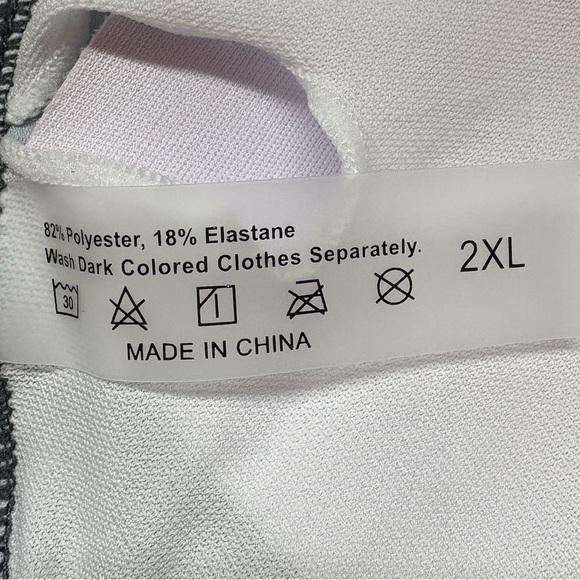 82% Polyester, 18% Elastane
Wash Dark Colored Clothes Separately.
2XL
30
MADE IN CHINA